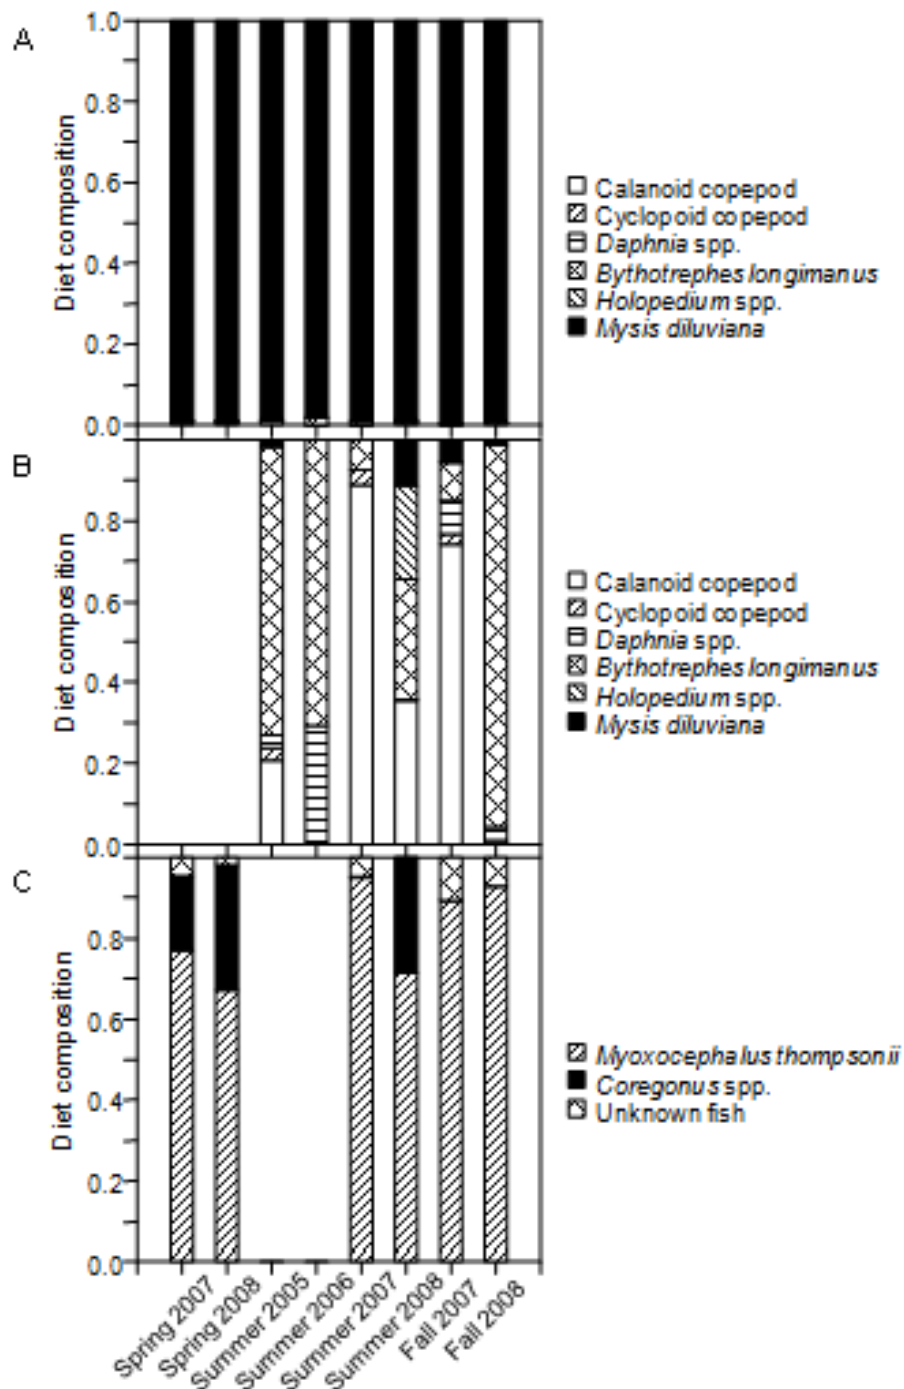 A
1.0
0.8
0.6
0.4
0.2
0.0
Diet composition
Calanoid copepod
Cyclopoid copepod
Daphnia spp.
Bythotrephes longimanus
Holopedium spp.
Mysis diluviana
B
0.8
0.6
0.4
0.2
0.0
Diet composition
Calanoid copepod
Cyclopoid copepod
Daphnia spp.
Bythotrephes longimanus
Holopedium spp.
Mysis diluviana
C
0.8
0.6
0.4
0.2
0.0
Diet composition
Myoxocephalus thompsonii
Coregonus spp.
Unknown fish
Spring 2007
Spring 2008
Summer 2005
Summer 2006
Summer 2007
Summer 2008
Fall 2007
Fall 2008